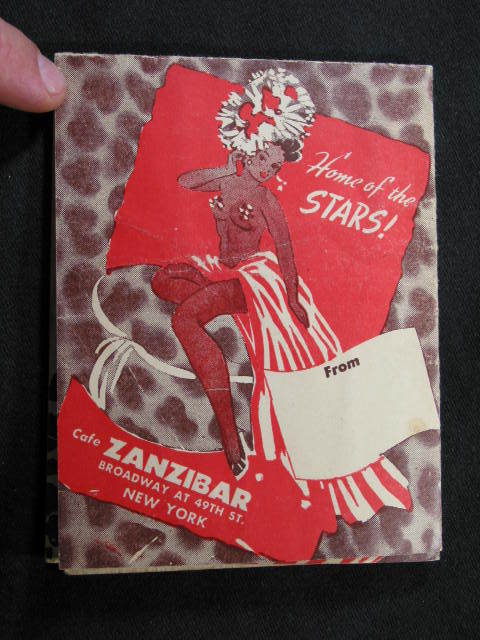 Home of the
STARS!
From
Cafe ZANZIBAR
BROADWAY AT 49TH ST.
NEW YORK